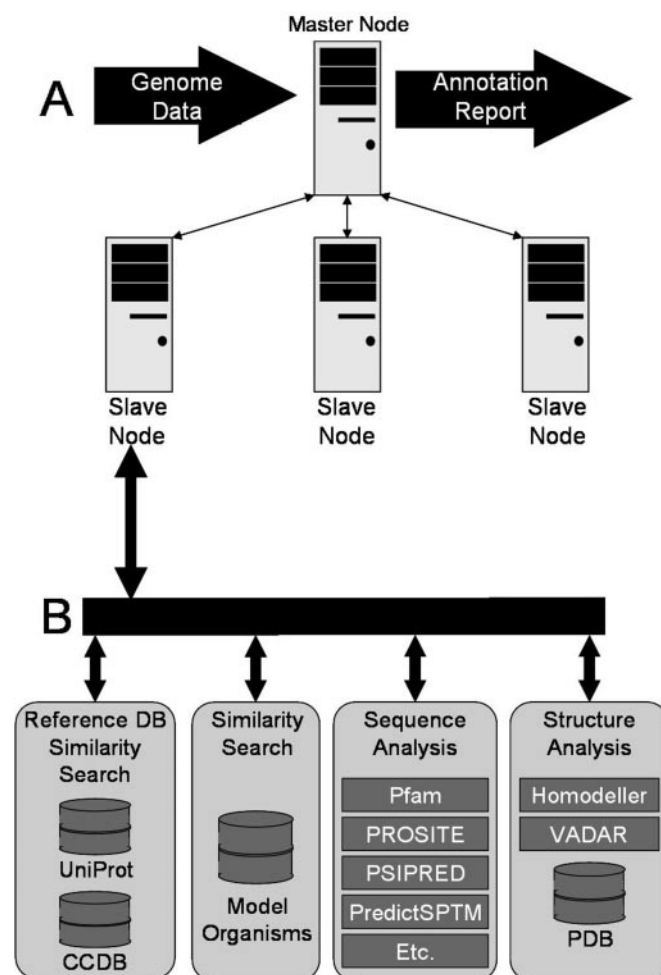 Master Node
A
Genome
Data
Annotation
Report
Slave
Node
Slave
Node
Slave
Node
B
Reference DB
Similarity
Search
UniProt
CCDB
Similarity
Search
Model
Organisms
Sequence
Analysis
Pfam
PROSITE
PSIPRED
PredictSPTM
Etc.
Structure
Analysis
Homodeller
VADAR
PDB